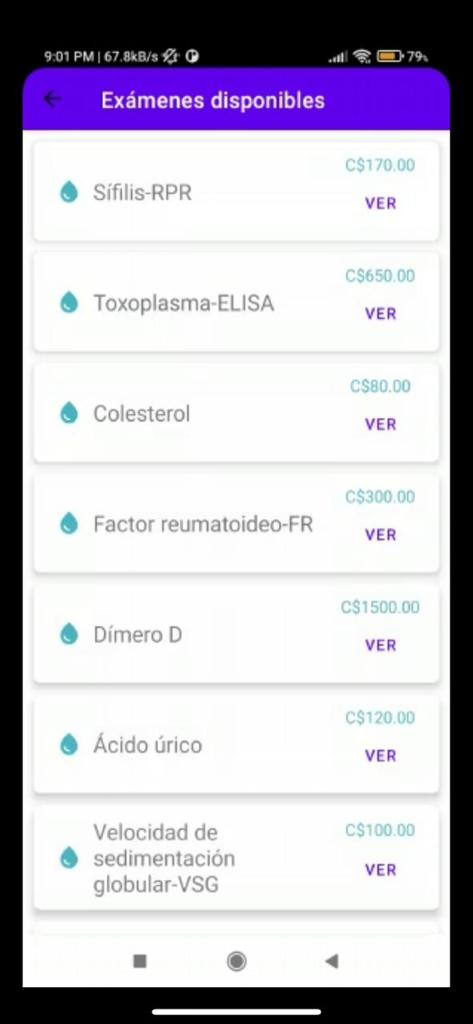 9:01 PM | 67.8kB/s 79%
Exámenes disponibles
C$170.00
Sífilis-RPR
VER
C$650.00
Toxoplasma-ELISA
VER
C$80.00
Colesterol
VER
C$300.00
Factor reumatoideo-FR
VER
C$1500.00
Dímero D
VER
C$120.00
Ácido úrico
VER
C$100.00
Velocidad de
sedimentación
globular-VSG
VER